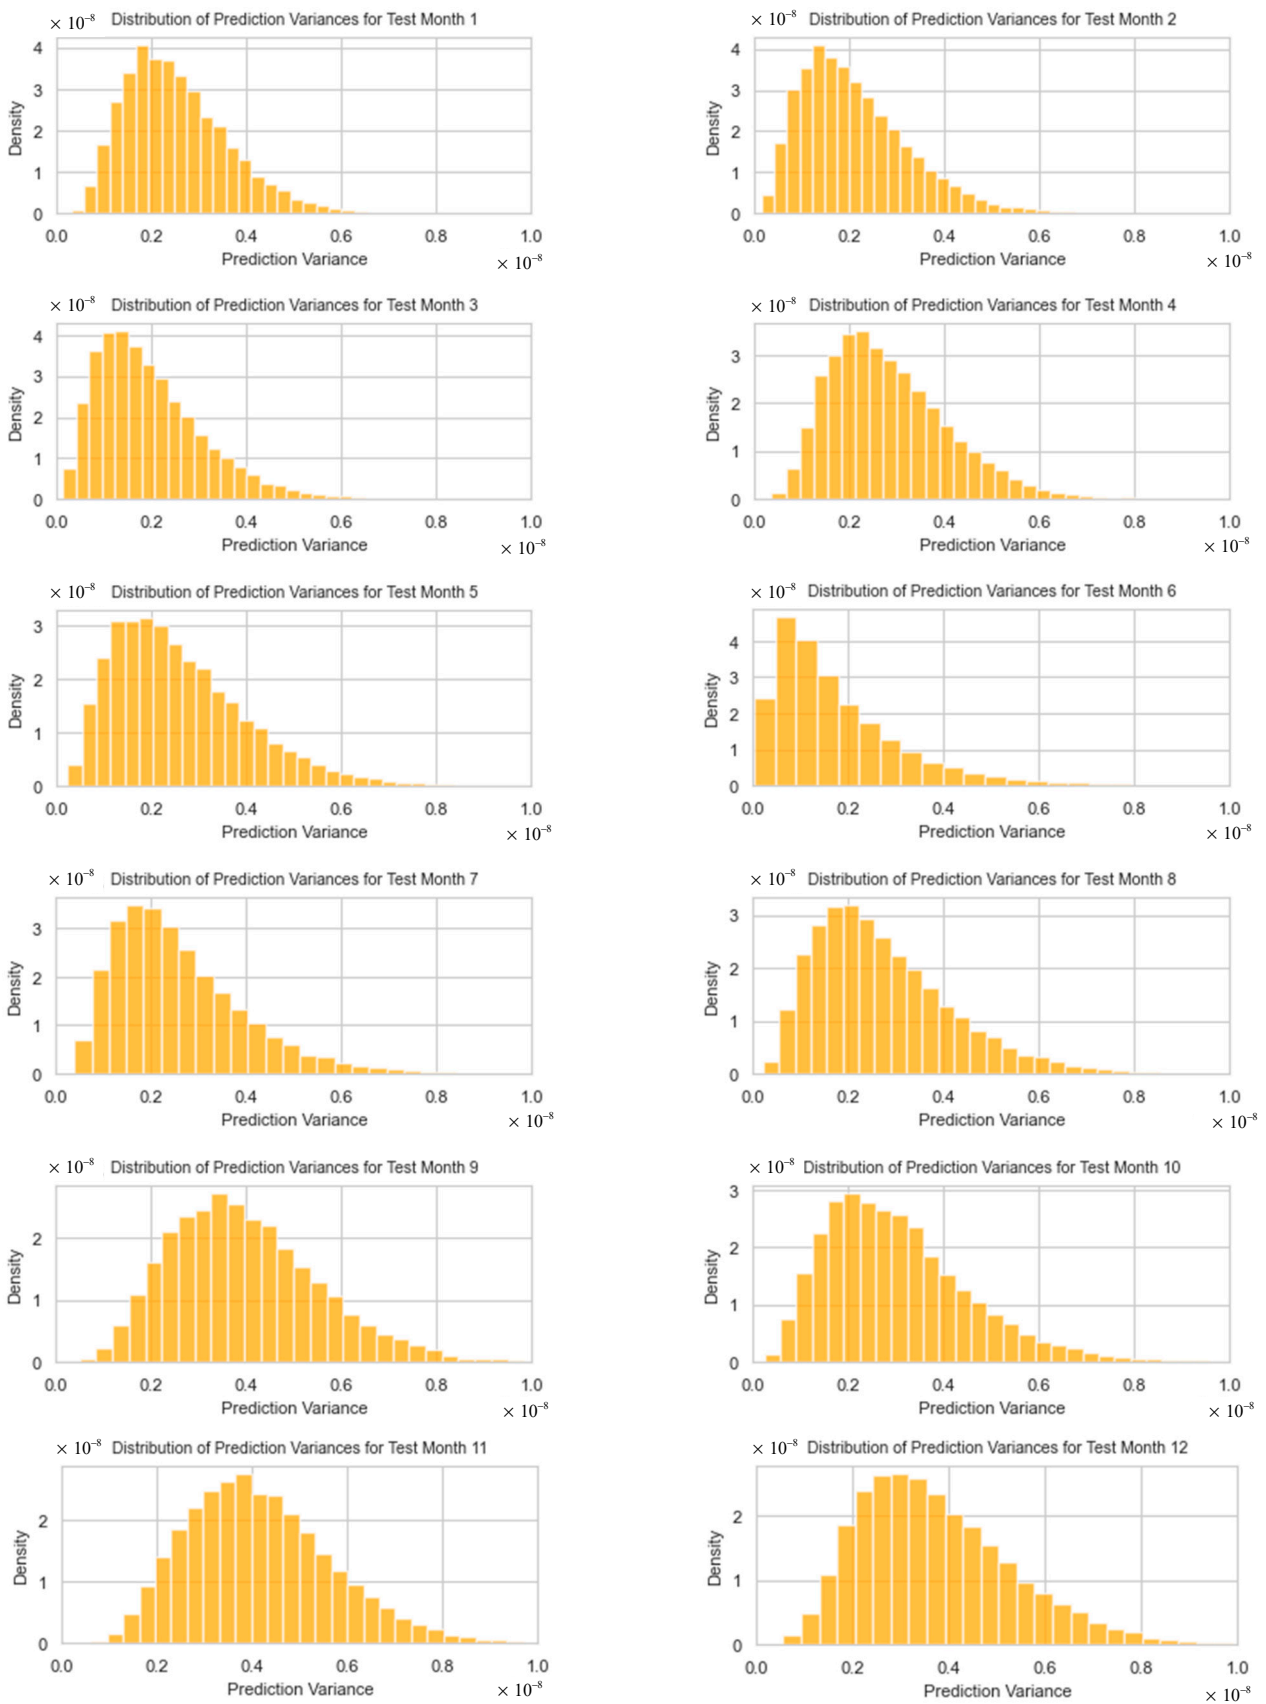 × 10⁻⁸ Distribution of Prediction Variances for Test Month 1
Density
4
3
2
1
0
0.0 0.2 0.4 0.6 0.8 1.0
Prediction Variance
× 10⁻⁸
× 10⁻⁸ Distribution of Prediction Variances for Test Month 2
Density
4
3
2
1
0
0.0 0.2 0.4 0.6 0.8 1.0
Prediction Variance
× 10⁻⁸
× 10⁻⁸ Distribution of Prediction Variances for Test Month 3
Density
4
3
2
1
0
0.0 0.2 0.4 0.6 0.8 1.0
Prediction Variance
× 10⁻⁸
× 10⁻⁸ Distribution of Prediction Variances for Test Month 4
Density
3
2
1
0
0.0 0.2 0.4 0.6 0.8 1.0
Prediction Variance
× 10⁻⁸
× 10⁻⁸ Distribution of Prediction Variances for Test Month 5
Density
3
2
1
0
0.0 0.2 0.4 0.6 0.8 1.0
Prediction Variance
× 10⁻⁸
× 10⁻⁸ Distribution of Prediction Variances for Test Month 6
Density
4
3
2
1
0
0.0 0.2 0.4 0.6 0.8 1.0
Prediction Variance
× 10⁻⁸
× 10⁻⁸ Distribution of Prediction Variances for Test Month 7
Density
3
2
1
0
0.0 0.2 0.4 0.6 0.8 1.0
Prediction Variance
× 10⁻⁸
× 10⁻⁸ Distribution of Prediction Variances for Test Month 8
Density
3
2
1
0
0.0 0.2 0.4 0.6 0.8 1.0
Prediction Variance
× 10⁻⁸
× 10⁻⁸ Distribution of Prediction Variances for Test Month 9
Density
2
1
0
0.0 0.2 0.4 0.6 0.8 1.0
Prediction Variance
× 10⁻⁸
× 10⁻⁸ Distribution of Prediction Variances for Test Month 10
Density
3
2
1
0
0.0 0.2 0.4 0.6 0.8 1.0
Prediction Variance
× 10⁻⁸
× 10⁻⁸ Distribution of Prediction Variances for Test Month 11
Density
2
1
0
0.0 0.2 0.4 0.6 0.8 1.0
Prediction Variance
× 10⁻⁸
× 10⁻⁸ Distribution of Prediction Variances for Test Month 12
Density
2
1
0
0.0 0.2 0.4 0.6 0.8 1.0
Prediction Variance
× 10⁻⁸